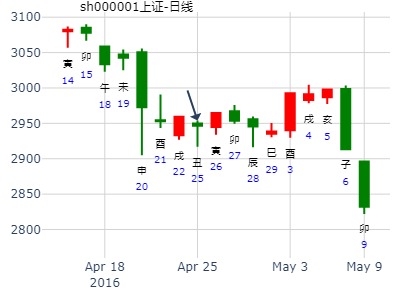 sh000001上证-日线
3100
3050
3000
2950
2900
2850
2800
寅
14
卯
15
午
18
未
19
申
20
酉
21
戌
22
丑
25
寅
26
卯
27
辰
28
巳
29
酉
3
戌
4
亥
5
子
6
卯
9
Apr 18
2016
Apr 25
May 3
May 9